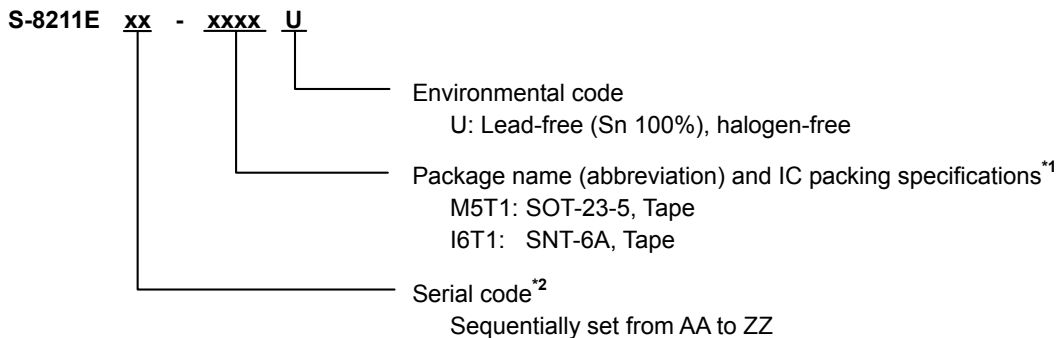 S-8211E xx - xxxx U
Environmental code
U: Lead-free (Sn 100%), halogen-free
Package name (abbreviation) and IC packing specifications*1
M5T1: SOT-23-5, Tape
I6T1: SNT-6A, Tape
Serial code*2
Sequentially set from AA to ZZ